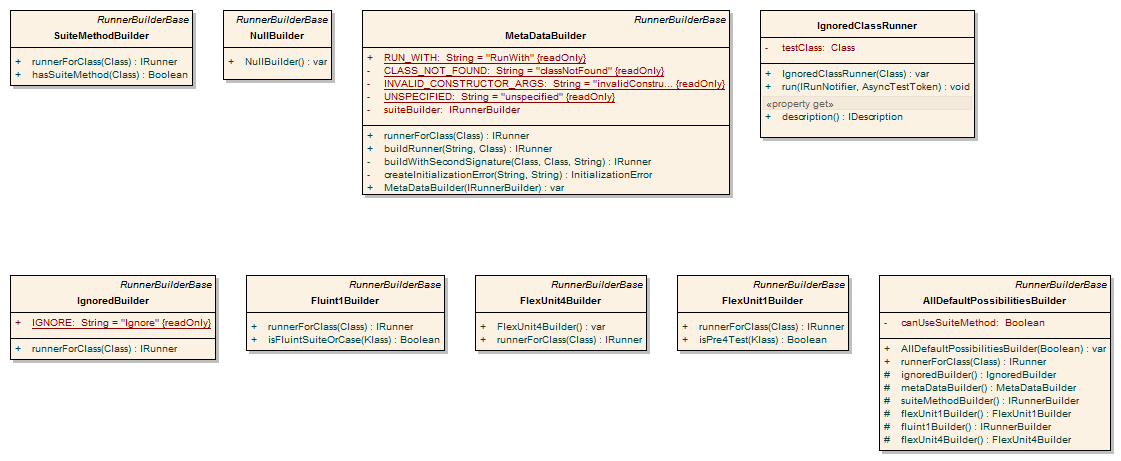 RunnerBuilderBase
SuiteMethodBuilder
+ runnerForClass(Class) : IRunner
+ hasSuiteMethod(Class) : Boolean
RunnerBuilderBase
NullBuilder
+ NullBuilder() : var
RunnerBuilderBase
MetaDataBuilder
+ RUN_WITH: String = "RunWith" {readOnly}
- CLASS_NOT_FOUND: String = "classNotFound" {readOnly}
- INVALID_CONSTRUCTOR_ARGS: String = "invalidConstru... {readOnly}
- UNSPECIFIED: String = "unspecified" {readOnly}
- suiteBuilder: IRunnerBuilder
+ runnerForClass(Class) : IRunner
+ buildRunner(String, Class) : IRunner
- buildWithSecondSignature(Class, Class, String) : IRunner
- createInitializationError(String, String) : InitializationError
+ MetaDataBuilder(IRunnerBuilder) : var
IgnoredClassRunner
- testClass: Class
+ IgnoredClassRunner(Class) : var
+ run(IRunNotifier, AsyncTestToken) : void
«property get»
+ description() : IDescription
RunnerBuilderBase
IgnoredBuilder
+ IGNORE: String = "Ignore" {readOnly}
+ runnerForClass(Class) : IRunner
RunnerBuilderBase
Fluint1Builder
+ runnerForClass(Class) : IRunner
+ isFluintSuiteOrCase(Klass) : Boolean
RunnerBuilderBase
FlexUnit4Builder
+ FlexUnit4Builder() : var
+ runnerForClass(Class) : IRunner
RunnerBuilderBase
FlexUnit1Builder
+ runnerForClass(Class) : IRunner
+ isPre4Test(Klass) : Boolean
RunnerBuilderBase
AllDefaultPossibilitiesBuilder
- canUseSuiteMethod: Boolean
+ AllDefaultPossibilitiesBuilder(Boolean) : var
+ runnerForClass(Class) : IRunner
# ignoredBuilder() : IgnoredBuilder
# metaDataBuilder() : MetaDataBuilder
# suiteMethodBuilder() : IRunnerBuilder
# flexUnit1Builder() : FlexUnit1Builder
# fluint1Builder() : IRunnerBuilder
# flexUnit4Builder() : FlexUnit4Builder